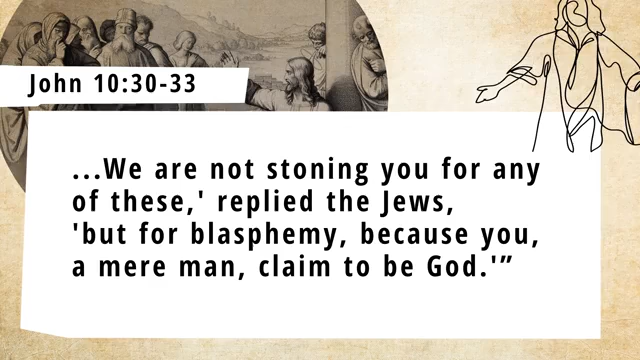 John 10:30-33
...We are not stoning you for any
of these,' replied the Jews,
'but for blasphemy, because you,
a mere man, claim to be God.'”